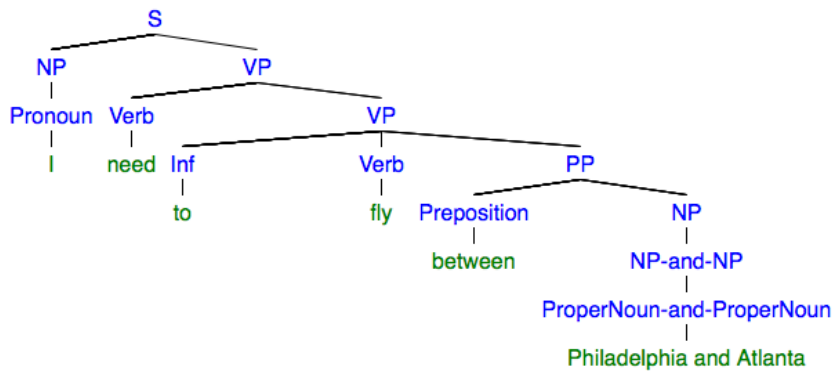 S
NP VP
Pronoun Verb VP
I need Inf Verb PP
to fly Preposition NP
between NP-and-NP
ProperNoun-and-ProperNoun
Philadelphia and Atlanta